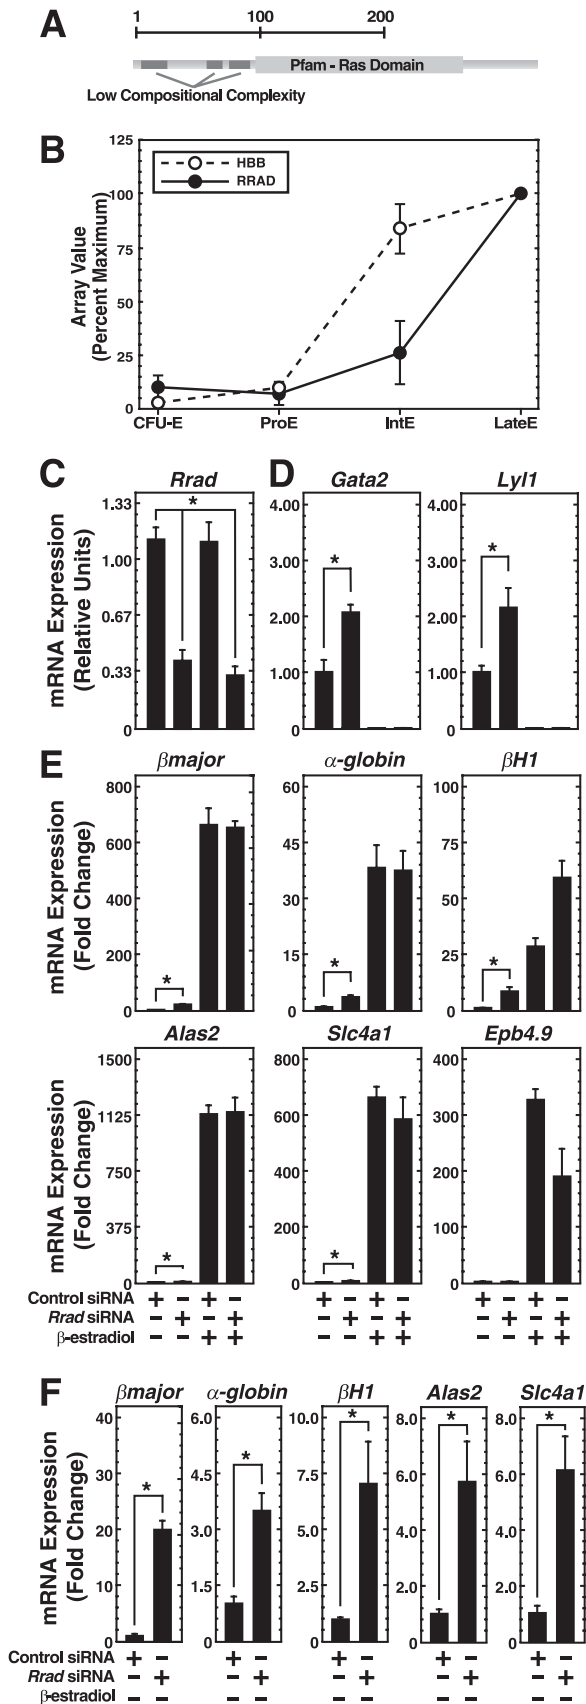 A
1 100 200
Pfam - Ras Domain
Low Compositional Complexity
B
Array Value
(Percent Maximum)
125
100
75
50
25
0
HBB
RRAD
CFU-E ProE IntE LateE
C
Rrad
mRNA Expression
(Relative Units)
1.33
1.00
0.67
0.33
0
*
D
Gata2
4.00
3.00
2.00
1.00
0
*
Lyl1
4.00
3.00
2.00
1.00
0
*
E
βmajor
mRNA Expression
(Fold Change)
800
600
400
200
0
*
α-globin
60
45
30
15
0
*
βH1
100
75
50
25
0
*
Alas2
mRNA Expression
(Fold Change)
1500
1125
750
375
0
*
Slc4a1
800
600
400
200
0
*
Epb4.9
400
300
200
100
0
Control siRNA + − + − + − + − + − + −
Rrad siRNA − + − + − + − + − + − +
β-estradiol − − + + − − + + − − + +
F
βmajor
mRNA Expression
(Fold Change)
40
30
20
10
0
*
α-globin
6.0
4.5
3.0
1.5
0
*
βH1
10.0
7.5
5.0
2.5
0
*
Alas2
8.0
6.0
4.0
2.0
0
*
Slc4a1
8.0
6.0
4.0
2.0
0
*
Control siRNA + − + − + − + − + −
Rrad siRNA − + − + − + − + − +
β-estradiol − − − − − − − − − −